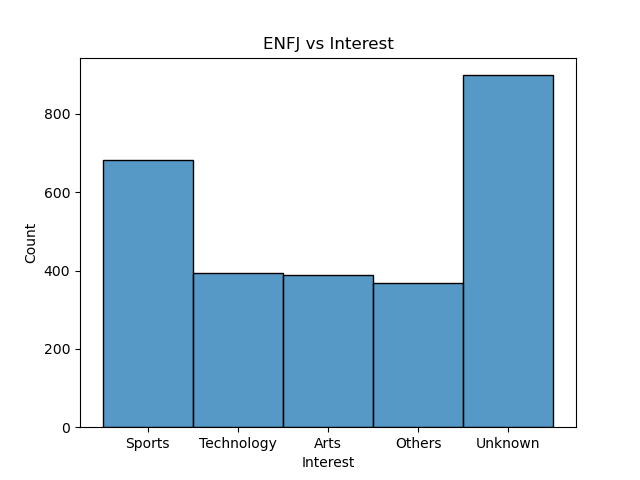 ENFJ vs Interest
Count
800
600
400
200
0
Sports Technology Arts Others Unknown
Interest